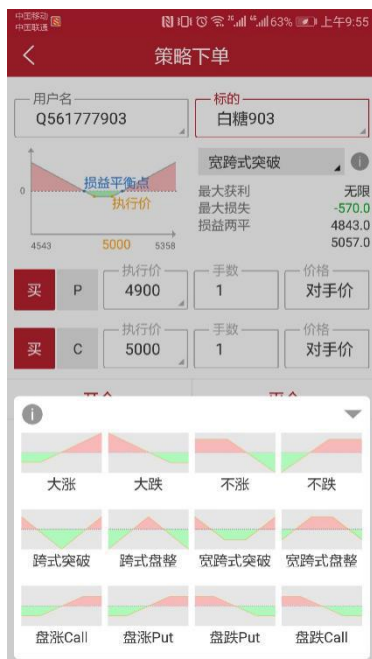 中国移动
中国联通
63% 上午9:55
策略下单
用户名
Q561777903
标的
白糖903
损益平衡点
执行价
0
4543 5000 5358
宽跨式突破
最大获利 无限
最大损失 -570.0
损益两平 4843.0
5057.0
买 P 执行价 4900 手数 1 价格 对手价
买 C 执行价 5000 手数 1 价格 对手价
大涨 大跌 不涨 不跌
跨式突破 跨式盘整 宽跨式突破 宽跨式盘整
盘涨Call 盘涨Put 盘跌Put 盘跌Call